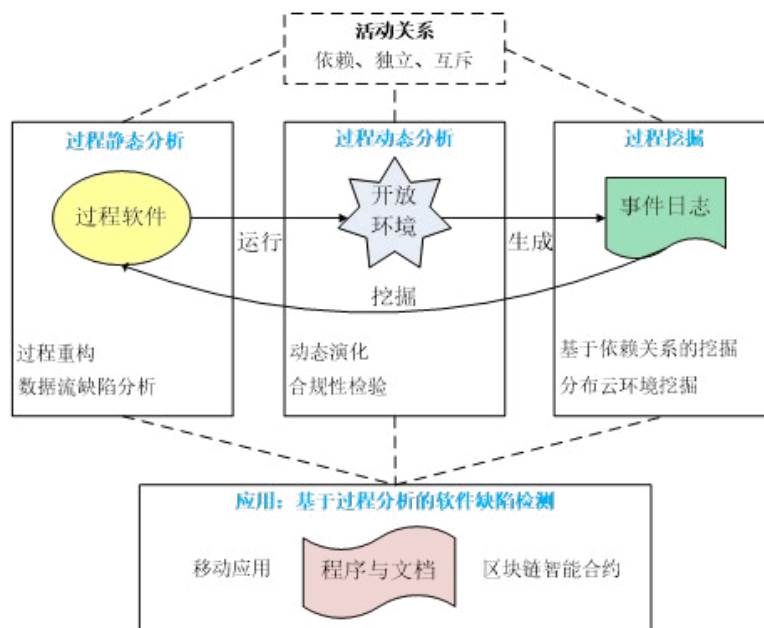 活动关系
依赖、独立、互斥
过程静态分析
过程软件
运行
过程重构
数据流缺陷分析
过程动态分析
开放
环境
生成
挖掘
动态演化
合规性检验
过程挖掘
事件日志
基于依赖关系的挖掘
分布云环境挖掘
应用：基于过程分析的软件缺陷检测
移动应用
程序与文档
区块链智能合约